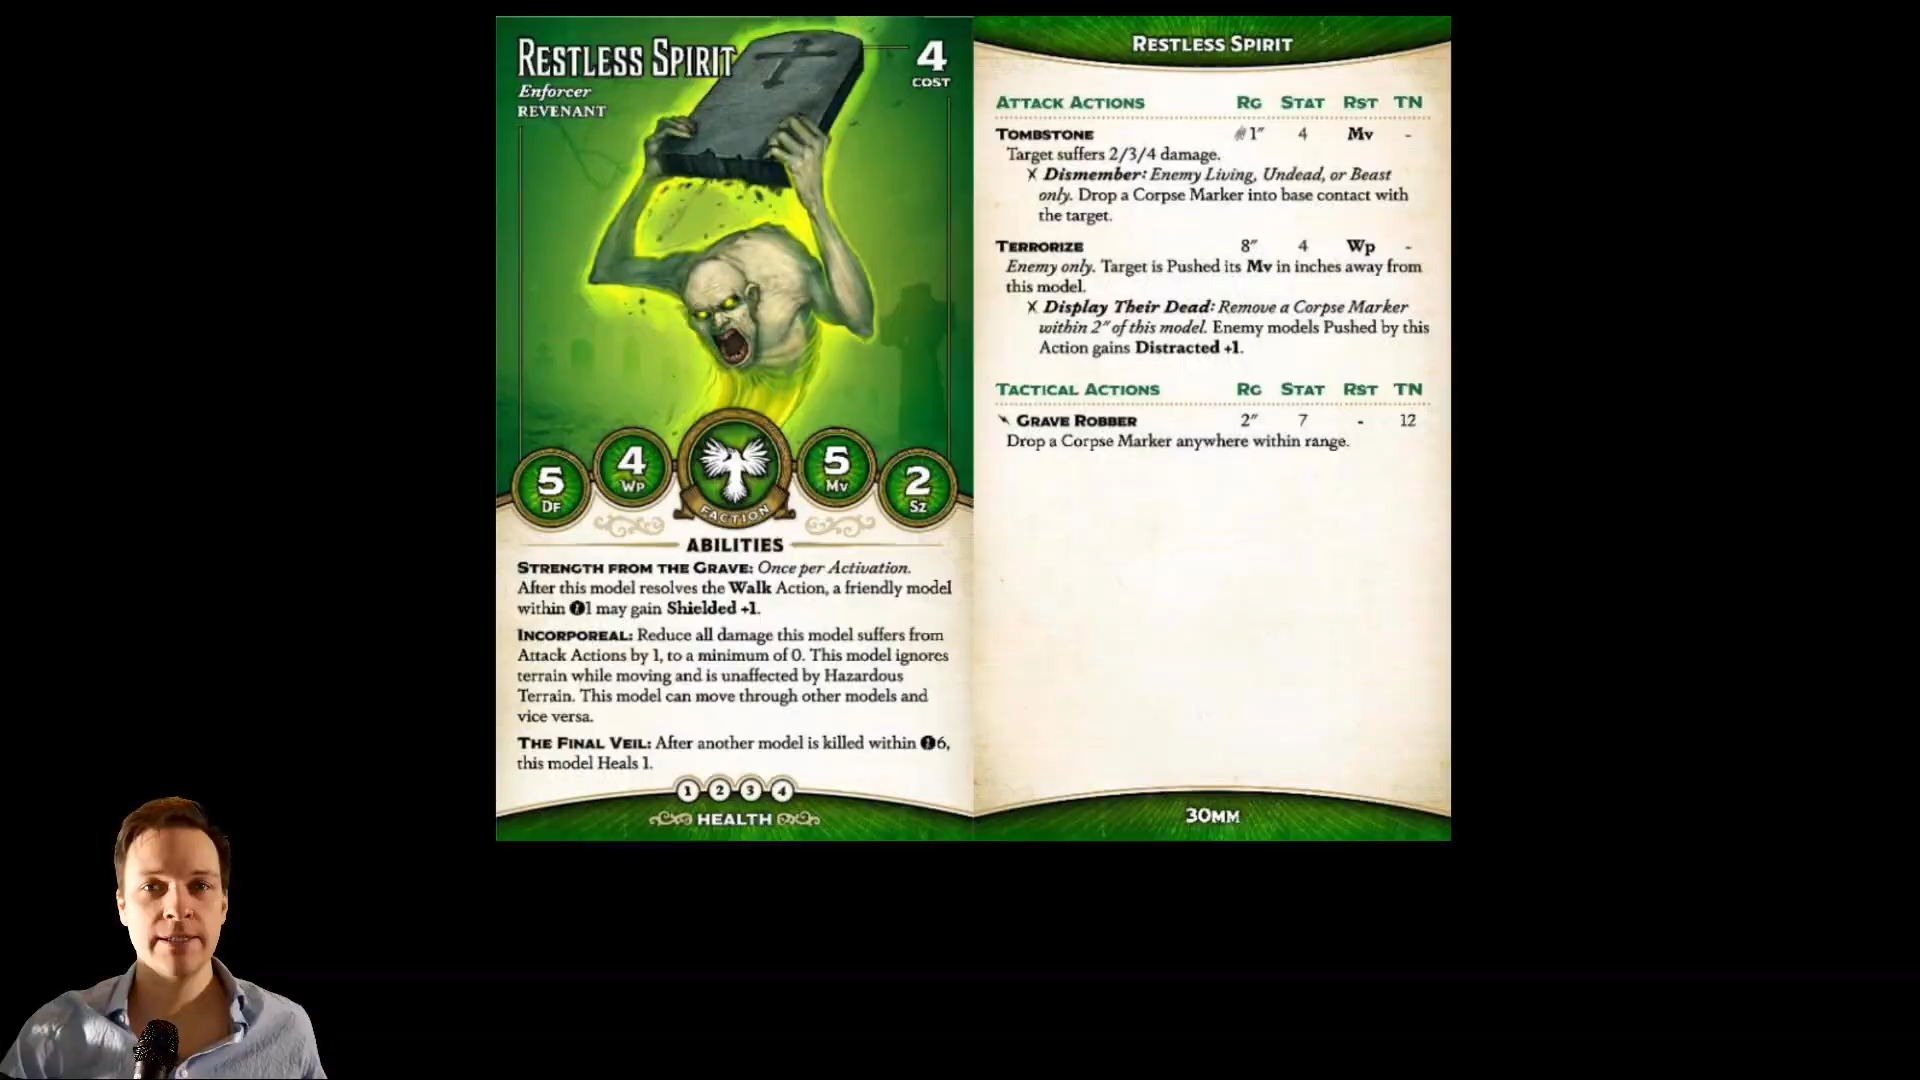 RESTLESS SPIRIT
Enforcer
REVENANT
4
COST
5
DF
4
WP
FACTION
5
MV
2
SZ
ABILITIES
STRENGTH FROM THE GRAVE: Once per Activation.
After this model resolves the Walk Action, a friendly model
within 1 may gain Shielded +1.
INCORPOREAL: Reduce all damage this model suffers from
Attack Actions by 1, to a minimum of 0. This model ignores
terrain while moving and is unaffected by Hazardous
Terrain. This model can move through other models and
vice versa.
THE FINAL VEIL: After another model is killed within 6,
this model Heals 1.
1 2 3 4
HEALTH
RESTLESS SPIRIT
ATTACK ACTIONS RG STAT RST TN
TOMBSTONE 1" 4 Mv -
Target suffers 2/3/4 damage.
Dismember: Enemy Living, Undead, or Beast
only. Drop a Corpse Marker into base contact with
the target.
TERRORIZE 8" 4 Wp -
Enemy only. Target is Pushed its Mv in inches away from
this model.
Display Their Dead: Remove a Corpse Marker
within 2" of this model. Enemy models Pushed by this
Action gains Distracted +1.
TACTICAL ACTIONS RG STAT RST TN
GRAVE ROBBER 2" 7 - 12
Drop a Corpse Marker anywhere within range.
30MM